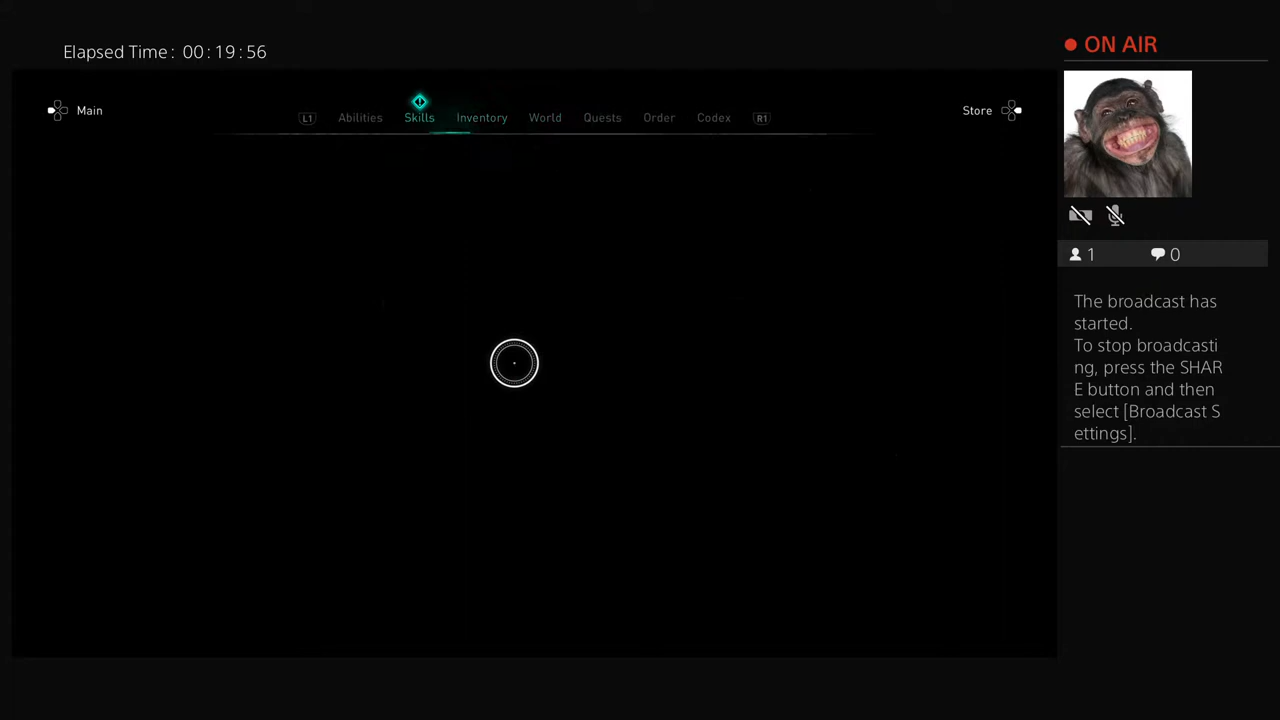 Elapsed Time: 00:19:56
ON AIR
Main
L1 Abilities Skills Inventory World Quests Order Codex R1
Store
1 0
The broadcast has
started.
To stop broadcasti
ng, press the SHAR
E button and then
select [Broadcast S
ettings].